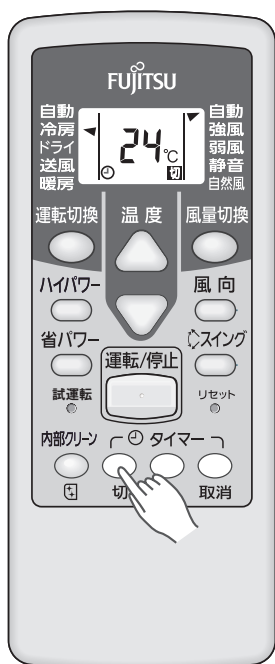 FUJITSU
自動
冷房
ドライ
送風
暖房
24℃
切
自動
強風
弱風
静音
自然風
運転切換 温度 風量切換
ハイパワー 風向
省パワー スイング
運転/停止
試運転 リセット
内部クリーン タイマー
切 取消